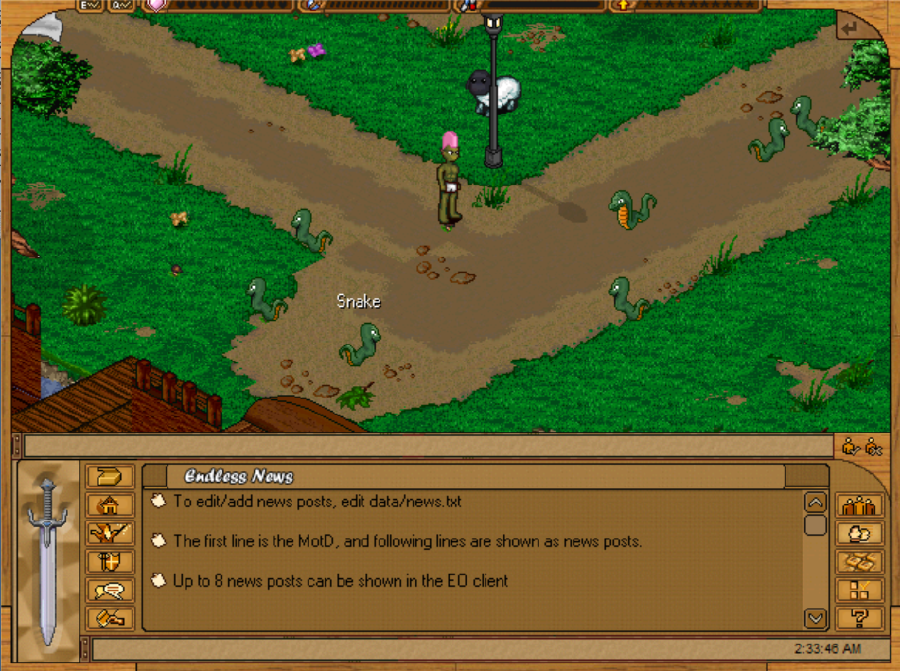 Snake
Endless News
To edit/add news posts, edit data/news.txt
The first line is the MotD, and following lines are shown as news posts.
Up to 8 news posts can be shown in the EO client
2:33:46 AM